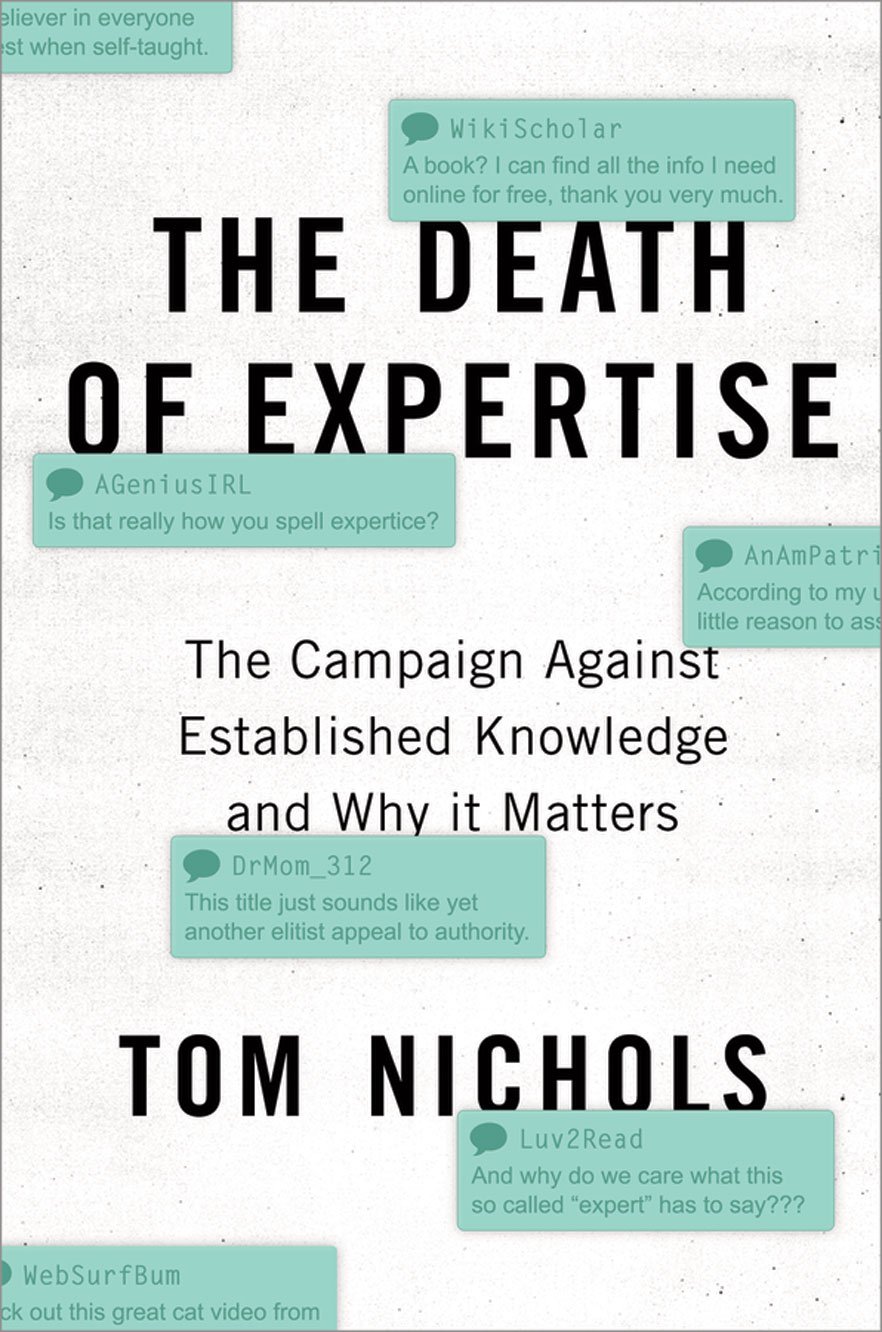 eliever in everyone
est when self-taught.
WikiScholar
A book? I can find all the info I need
online for free, thank you very much.
THE DEATH
OF EXPERTISE
AGeniusIRL
Is that really how you spell expertice?
AnAmPatri
According to my u
little reason to ass
The Campaign Against
Established Knowledge
and Why it Matters
DrMom_312
This title just sounds like yet
another elitist appeal to authority.
TOM NICHOLS
Luv2Read
And why do we care what this
so called “expert” has to say???
WebSurfBum
ck out this great cat video from